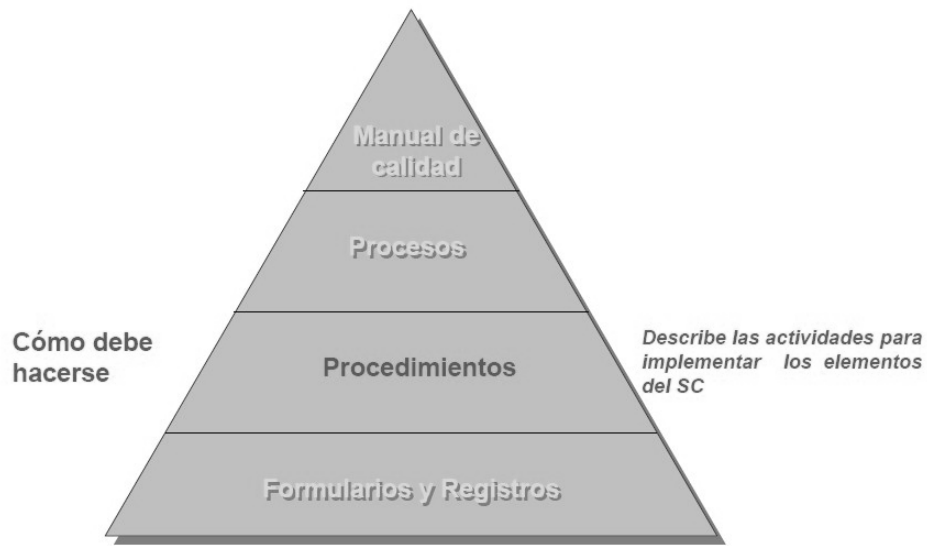 Manual de
calidad
Procesos
Cómo debe
hacerse
Procedimientos
Describe las actividades para
implementar los elementos
del SC
Formularios y Registros